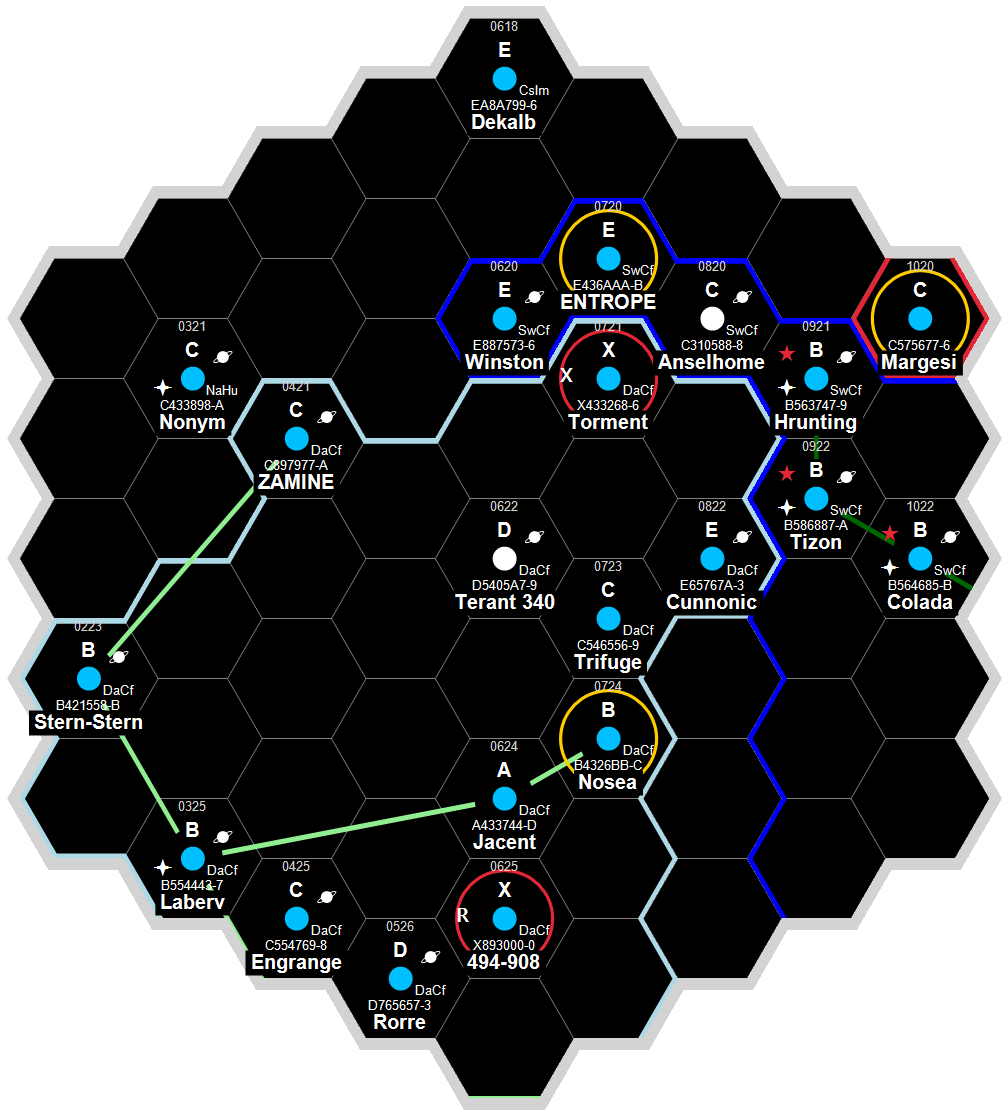 0618
E
CsIm
EA8A799-6
Dekalb
0720
E
SwCf
E436AAA-B
ENTROPE
0620
E
SwCf
E887573-6
Winston
0820
C
SwCf
C310588-8
Anselhome
1020
C
C575677-6
Margesi
0321
C
NaHu
C433898-A
Nonym
0721
X
X
DaCf
X433268-6
Torment
0921
B
SwCf
B563747-9
Hrunting
0421
C
DaCf
C897977-A
ZAMINE
0922
B
SwCf
B586887-A
Tizon
0622
D
DaCf
D5405A7-9
Terant 340
0822
E
DaCf
E65767A-3
Cunnonic
1022
B
SwCf
B564685-B
Colada
0723
C
DaCf
C546556-9
Trifuge
0223
B
DaCf
B421558-B
Stern-Stern
0724
B
DaCf
B4326BB-C
Nosea
0624
A
DaCf
A433744-D
Jacent
0325
B
DaCf
B554443-7
Laberv
0425
C
DaCf
C554769-8
Engrange
0625
X
R
DaCf
X893000-0
494-908
0526
D
DaCf
D765657-3
Rorre